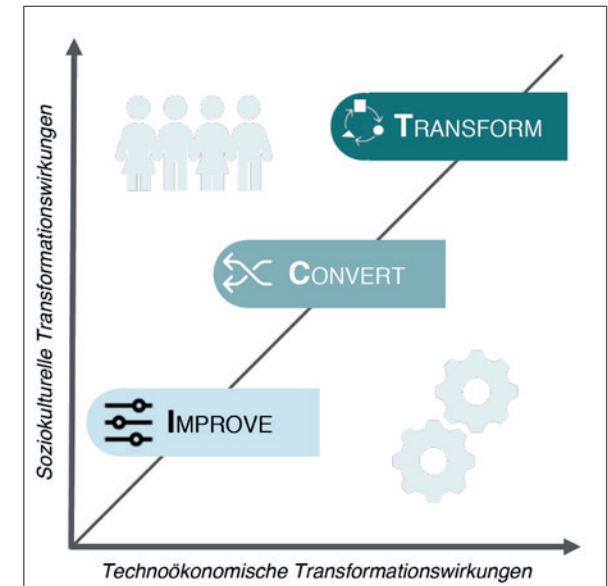 Soziokulturelle Transformationswirkungen
TRANSFORM
CONVERT
IMPROVE
Technoökonomische Transformationswirkungen